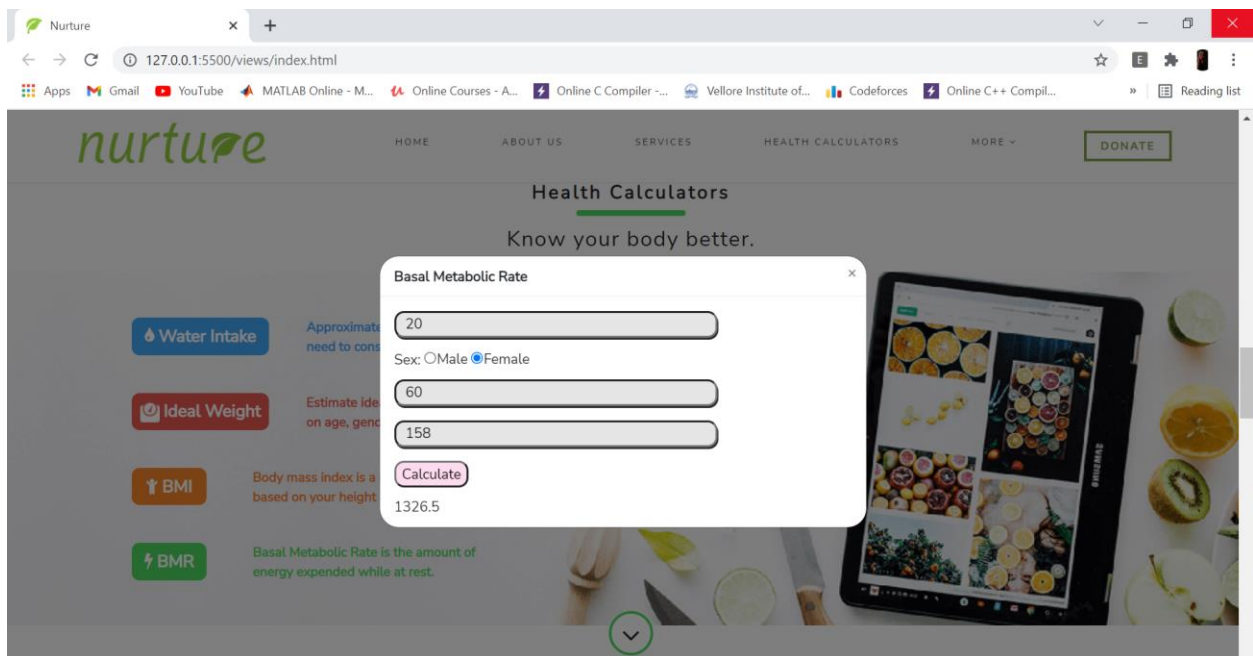 Nurture
127.0.0.1:5500/views/index.html
E
Apps Gmail YouTube MATLAB Online - M... Online Courses - A... Online C Compiler -... Vellore Institute of... Codeforces Online C++ Compil... » Reading list
nurture HOME ABOUT US SERVICES HEALTH CALCULATORS MORE DONATE
Health Calculators
Know your body better.
Basal Metabolic Rate ×
20
Sex: Male Female
60
158
Calculate
1326.5
Water Intake
Approximate
need to cons
Ideal Weight
Estimate ide
on age, gend
BMI
Body mass index is a
based on your height
BMR
Basal Metabolic Rate is the amount of
energy expended while at rest.
SAMSUNG